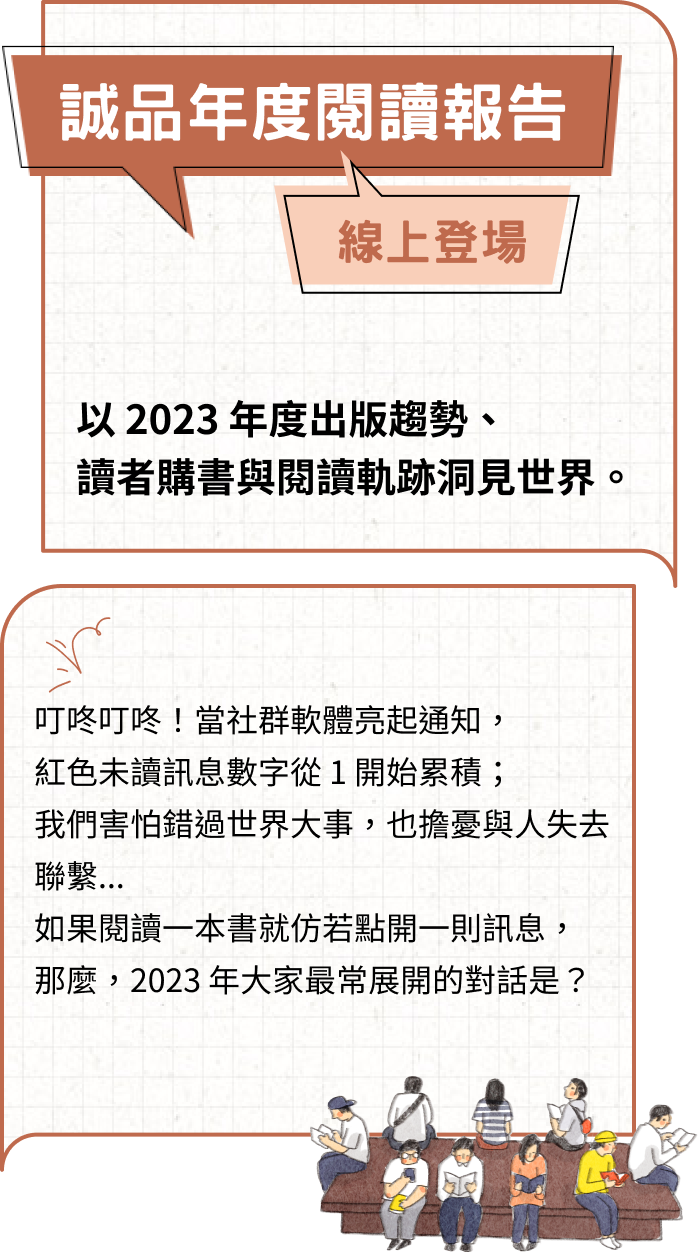 誠品年度閱讀報告
線上登場
以 2023 年度出版趨勢、
讀者購書與閱讀軌跡洞見世界。
叮咚叮咚！當社群軟體亮起通知，
紅色未讀訊息數字從 1 開始累積；
我們害怕錯過世界大事，也擔憂與人失去
聯繫...
如果閱讀一本書就仿若點開一則訊息，
那麼，2023 年大家最常展開的對話是？